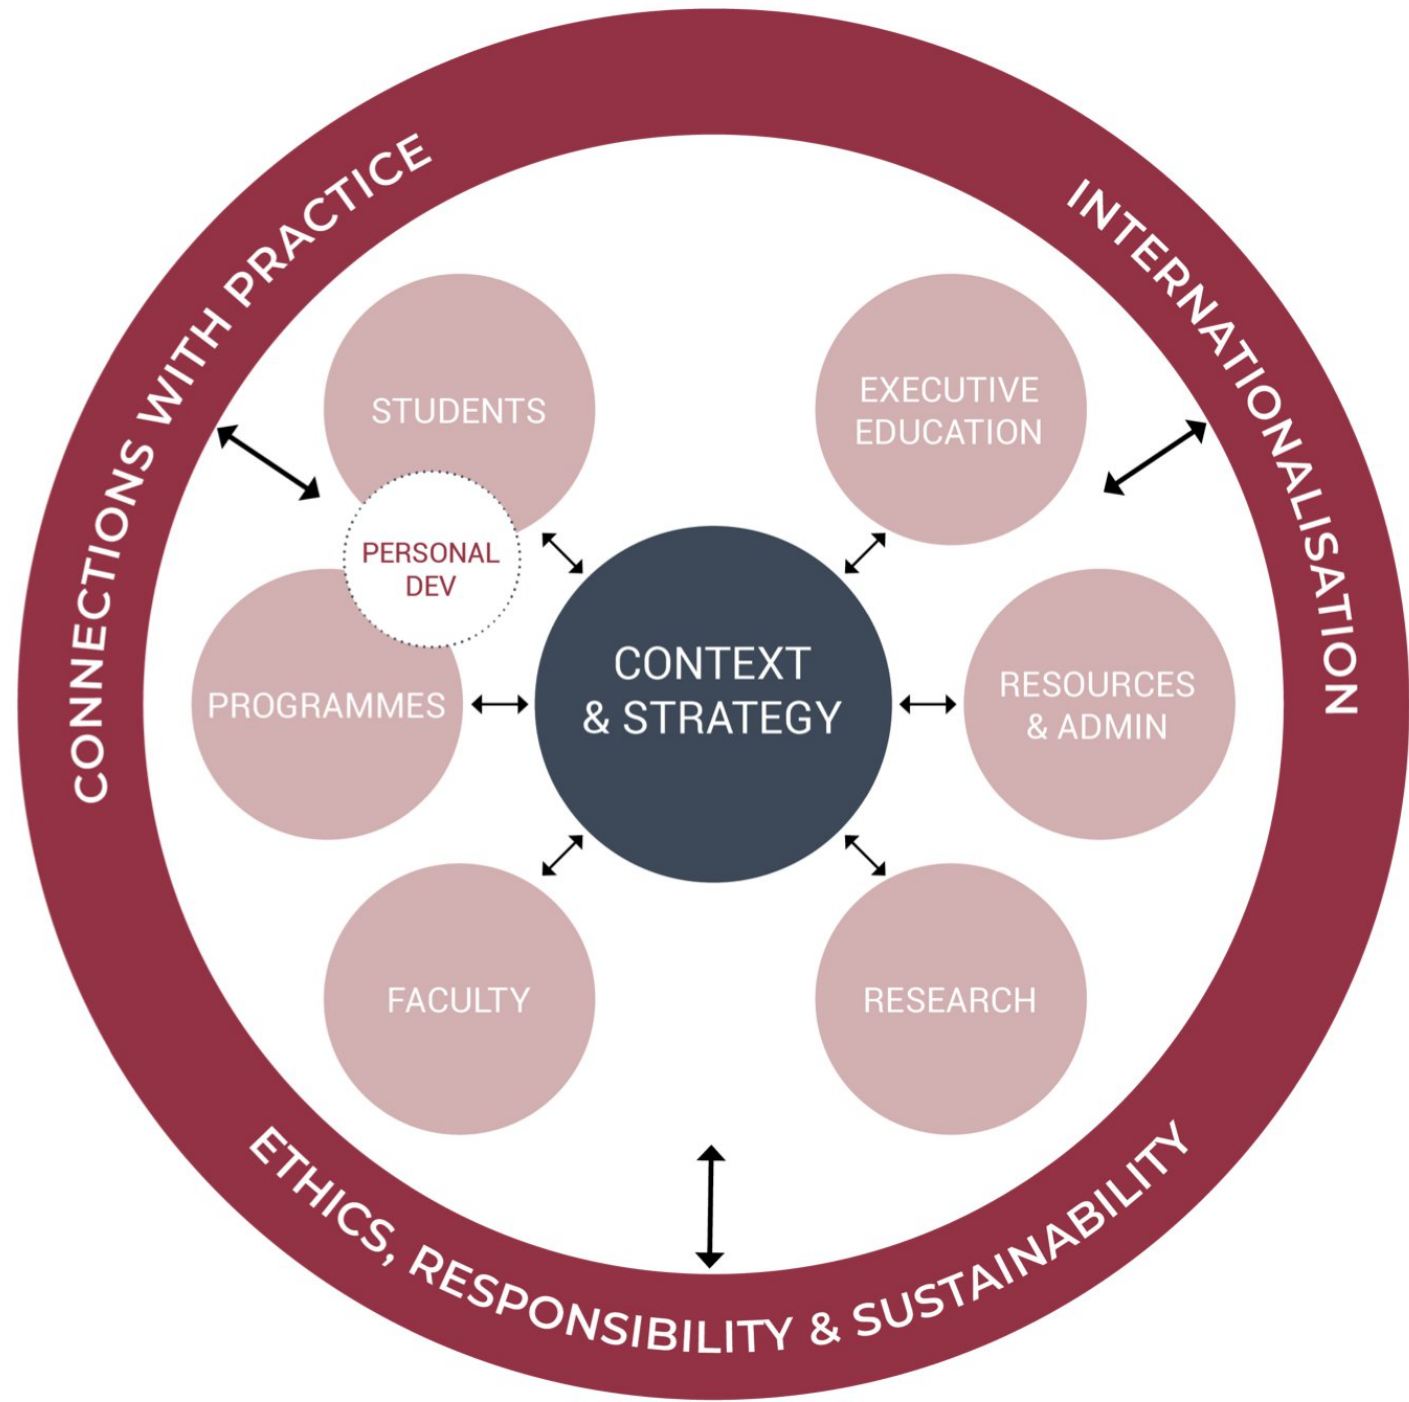 CONNECTIONS WITH PRACTICE
INTERNATIONALISATION
STUDENTS
EXECUTIVE
EDUCATION
PERSONAL
DEV
PROGRAMMES
CONTEXT
& STRATEGY
RESOURCES
& ADMIN
FACULTY
RESEARCH
ETHICS, RESPONSIBILITY & SUSTAINABILITY